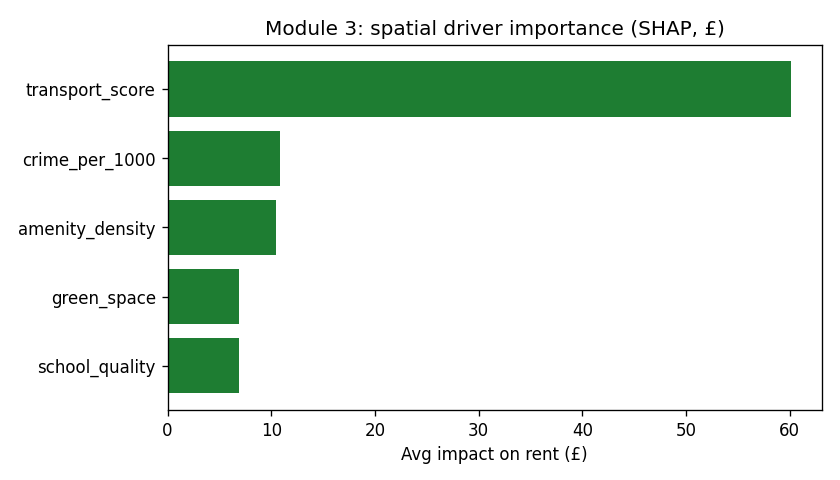 Module 3: spatial driver importance (SHAP, £)
transport_score
crime_per_1000
amenity_density
green_space
school_quality
0 10 20 30 40 50 60
Avg impact on rent (£)